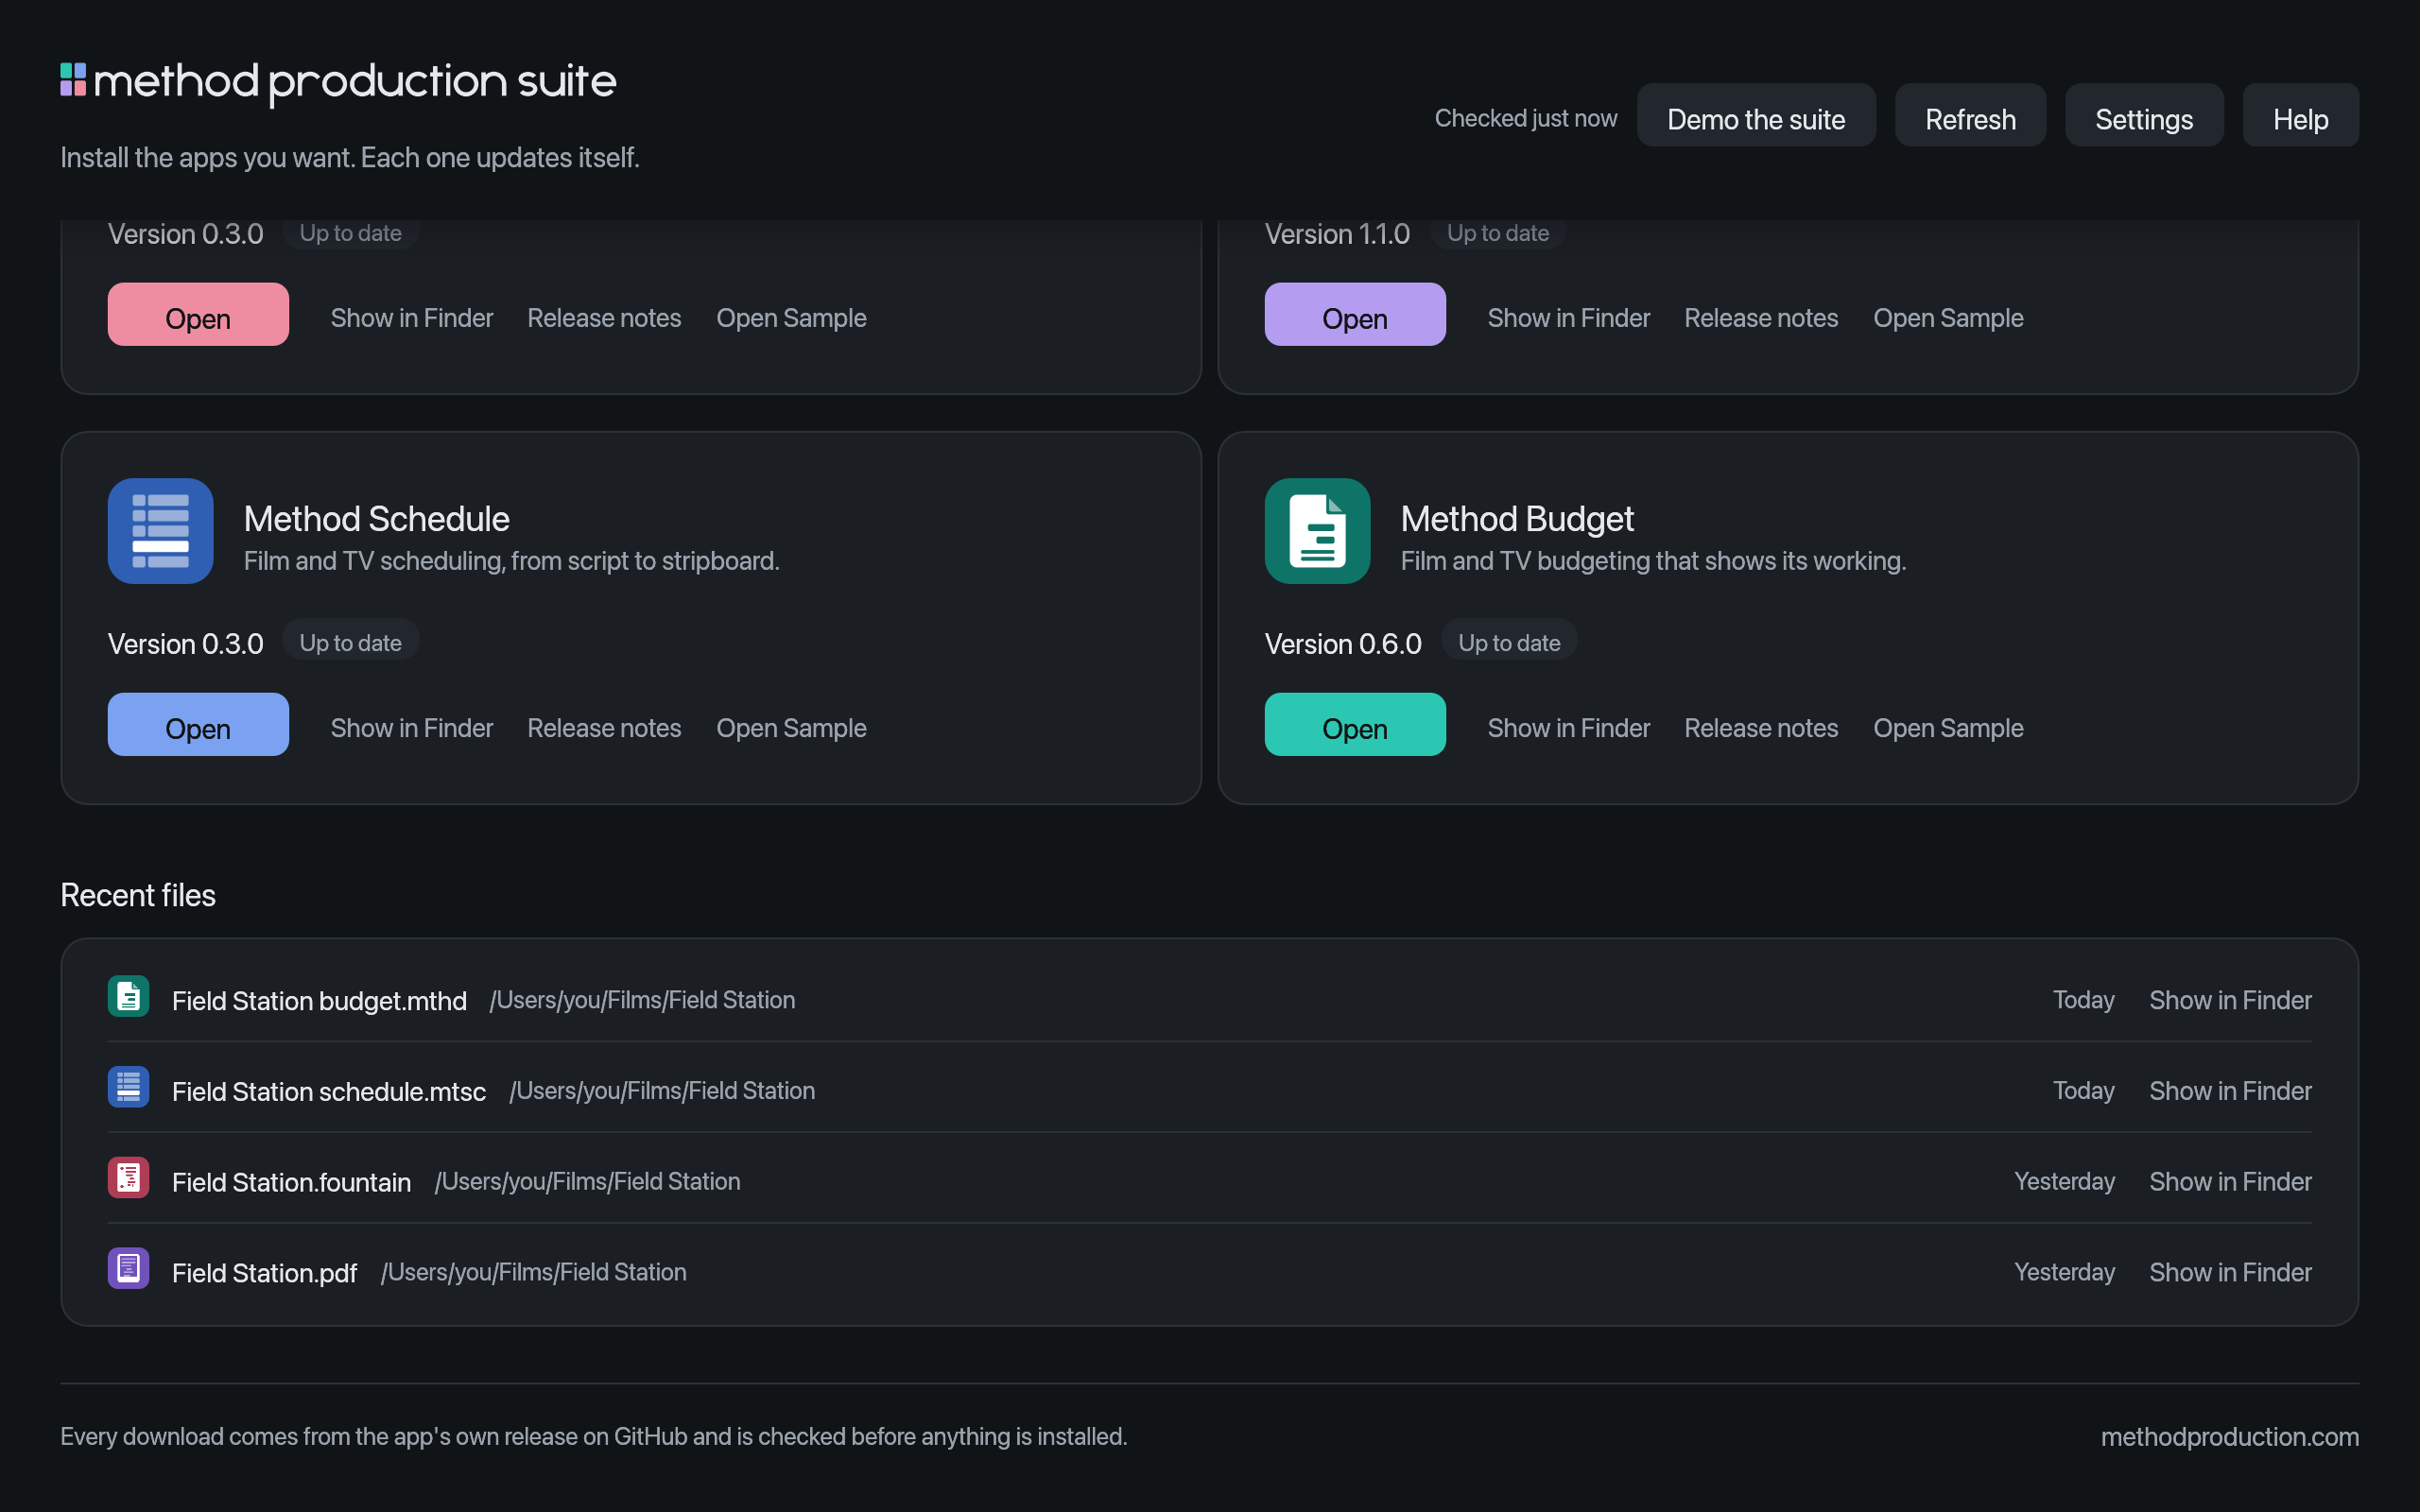 method production suite
Install the apps you want. Each one updates itself.
Checked just now Demo the suite Refresh Settings Help
Version 0.3.0 Up to date
Open Show in Finder Release notes Open Sample
Version 1.1.0 Up to date
Open Show in Finder Release notes Open Sample
Method Schedule
Film and TV scheduling, from script to stripboard.
Version 0.3.0 Up to date
Open Show in Finder Release notes Open Sample
Method Budget
Film and TV budgeting that shows its working.
Version 0.6.0 Up to date
Open Show in Finder Release notes Open Sample
Recent files
Field Station budget.mthd /Users/you/Films/Field Station Today Show in Finder
Field Station schedule.mtsc /Users/you/Films/Field Station Today Show in Finder
Field Station.fountain /Users/you/Films/Field Station Yesterday Show in Finder
Field Station.pdf /Users/you/Films/Field Station Yesterday Show in Finder
Every download comes from the app's own release on GitHub and is checked before anything is installed.
methodproduction.com